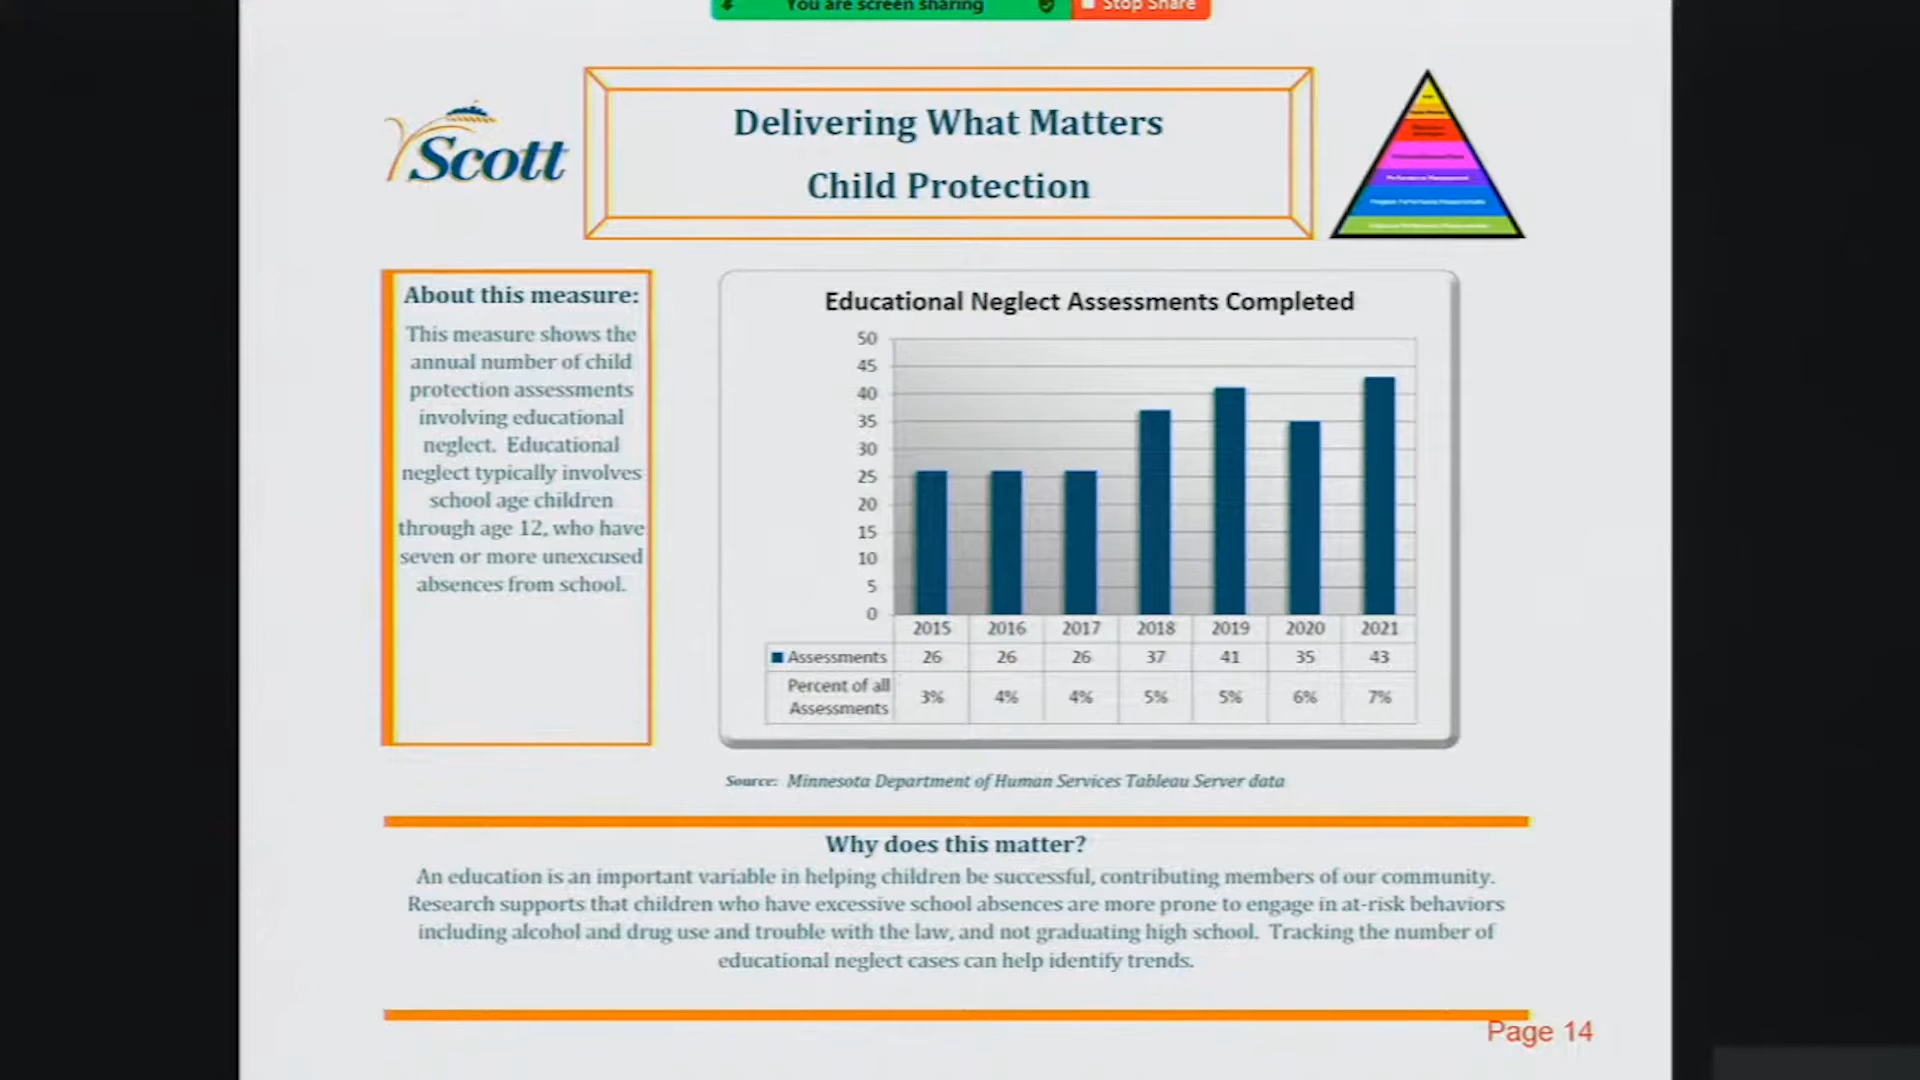 You are screen sharing
Stop Share
Scott
Delivering What Matters
Child Protection
About this measure:
This measure shows the
annual number of child
protection assessments
involving educational
neglect. Educational
neglect typically involves
school age children
through age 12, who have
seven or more unexcused
absences from school.
Educational Neglect Assessments Completed
50
45
40
35
30
25
20
15
10
5
0
2015 2016 2017 2018 2019 2020 2021
Assessments 26 26 26 37 41 35 43
Percent of all
Assessments 3% 4% 4% 5% 5% 6% 7%
Source: Minnesota Department of Human Services Tableau Server data
Why does this matter?
An education is an important variable in helping children be successful, contributing members of our community.
Research supports that children who have excessive school absences are more prone to engage in at-risk behaviors
including alcohol and drug use and trouble with the law, and not graduating high school. Tracking the number of
educational neglect cases can help identify trends.
Page 14